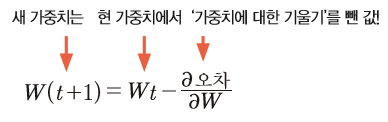 새 가중치는 현 가중치에서 ‘가중치에 대한 기울기’를 뺀 값!
W(t+1) = Wt − ∂오차/∂W